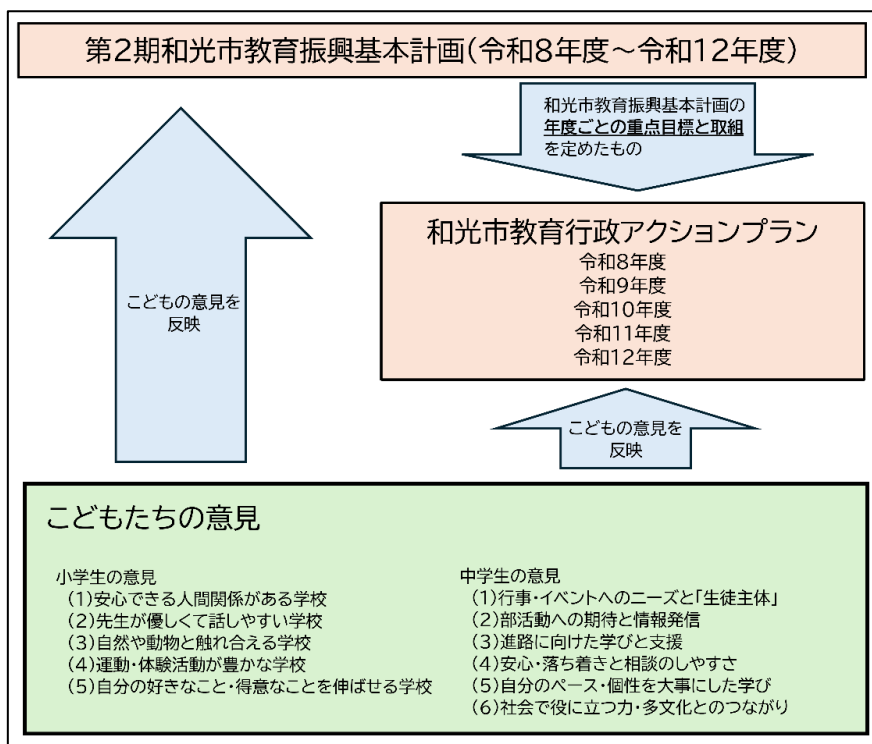 第2期和光市教育振興基本計画(令和8年度～令和12年度)
和光市教育振興基本計画の
年度ごとの重点目標と取組
を定めたもの
和光市教育行政アクションプラン
令和8年度
令和9年度
令和10年度
令和11年度
令和12年度
こどもの意見を
反映
こどもの意見を
反映
こどもたちの意見
小学生の意見
(1)安心できる人間関係がある学校
(2)先生が優しくて話しやすい学校
(3)自然や動物と触れ合える学校
(4)運動・体験活動が豊かな学校
(5)自分の好きなこと・得意なことを伸ばせる学校
中学生の意見
(1)行事・イベントへのニーズと「生徒主体」
(2)部活動への期待と情報発信
(3)進路に向けた学びと支援
(4)安心・落ち着きと相談のしやすさ
(5)自分のペース・個性を大事にした学び
(6)社会で役に立つ力・多文化とのつながり